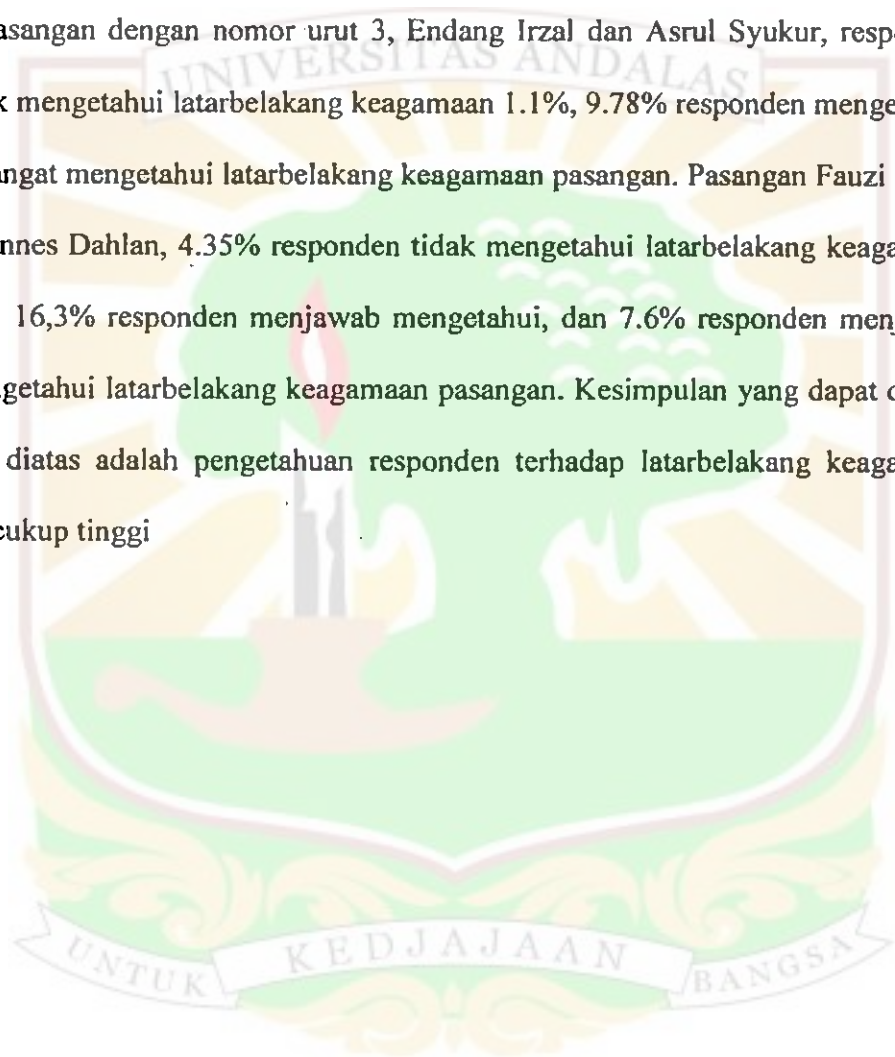 asangan dengan nomor urut 3, Endang Irzal dan Asrul Syukur, resp
k mengetahui latarbelakang keagamaan 1.1%, 9.78% responden menge
angat mengetahui latarbelakang keagamaan pasangan. Pasangan Fauzi
nnes Dahlan, 4.35% responden tidak mengetahui latarbelakang keaga
16,3% responden menjawab mengetahui, dan 7.6% responden men
getahui latarbelakang keagamaan pasangan. Kesimpulan yang dapat
diatas adalah pengetahuan responden terhadap latarbelakang keaga
cukup tinggi
UNIVERSITAS ANDALAS
UNTUK KEDJAJAAN BANGSA